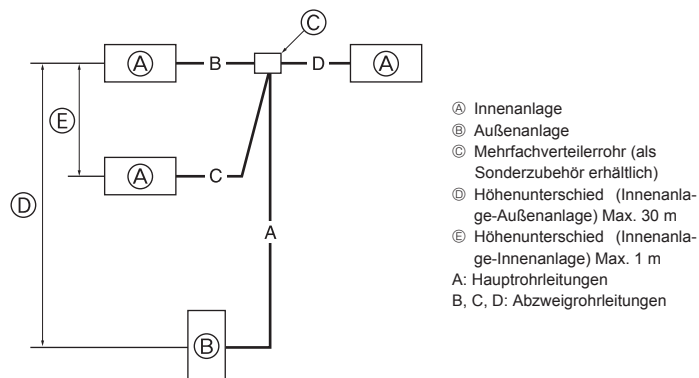 Ⓒ
Ⓐ B D Ⓐ
Ⓔ
Ⓐ C
Ⓓ
A
Ⓑ
Ⓐ Innenanlage
Ⓑ Außenanlage
Ⓒ Mehrfachverteilerrohr (als
Sonderzubehör erhältlich)
Ⓓ Höhenunterschied (Innenanla-
ge-Außenanlage) Max. 30 m
Ⓔ Höhenunterschied (Innenanla-
ge-Innenanlage) Max. 1 m
A: Hauptrohrleitungen
B, C, D: Abzweigrohrleitungen